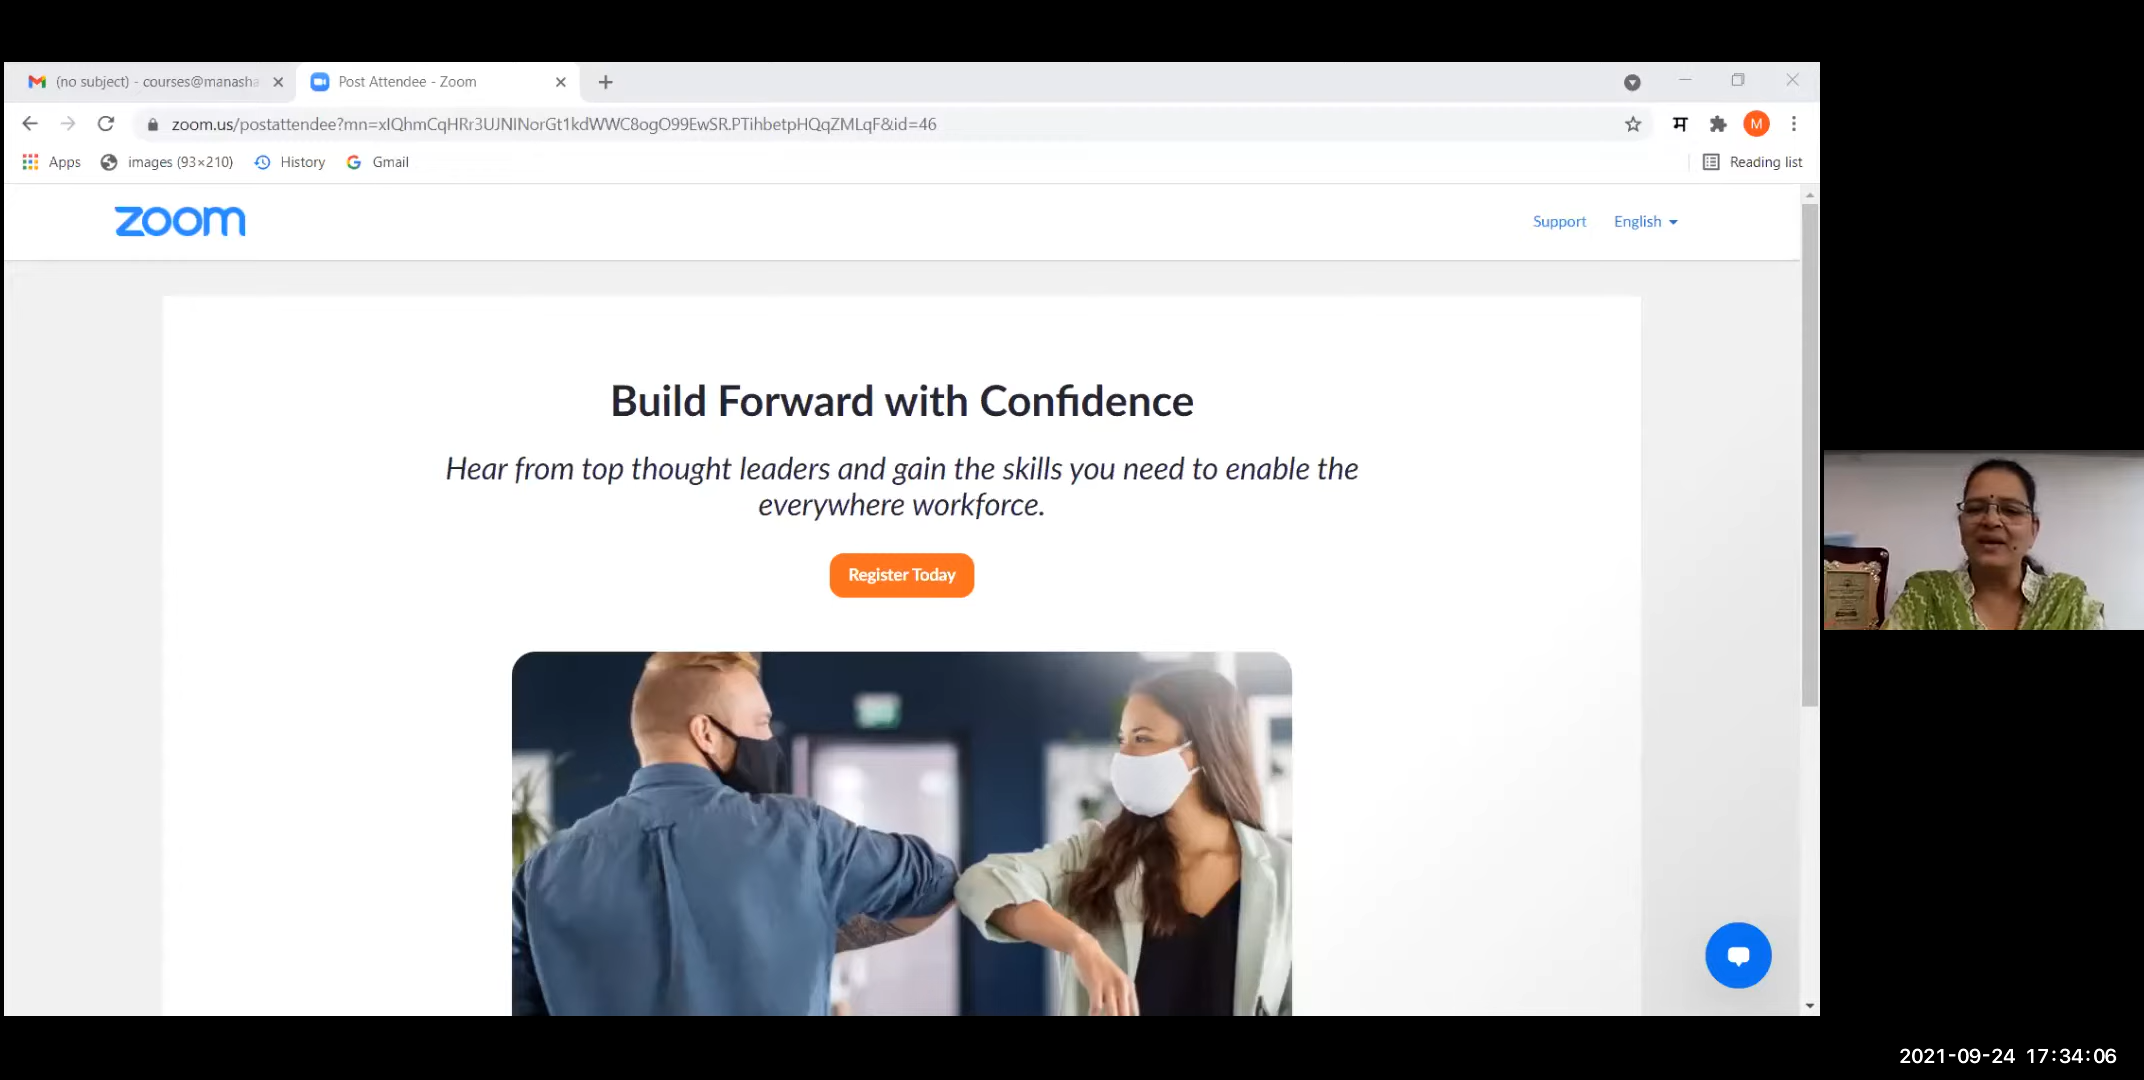 (no subject) - courses@manasha
Post Attendee - Zoom
zoom.us/postattendee?mn=xIQhmCqHRr3UJNINorGt1kdWWC8ogO99EwSR.PTihbetpHQqZMLqF&id=46
म
M
Apps
images (93×210)
History
Gmail
Reading list
zoom
Support
English
Build Forward with Confidence
Hear from top thought leaders and gain the skills you need to enable the
everywhere workforce.
Register Today
2021-09-24 17:34:06